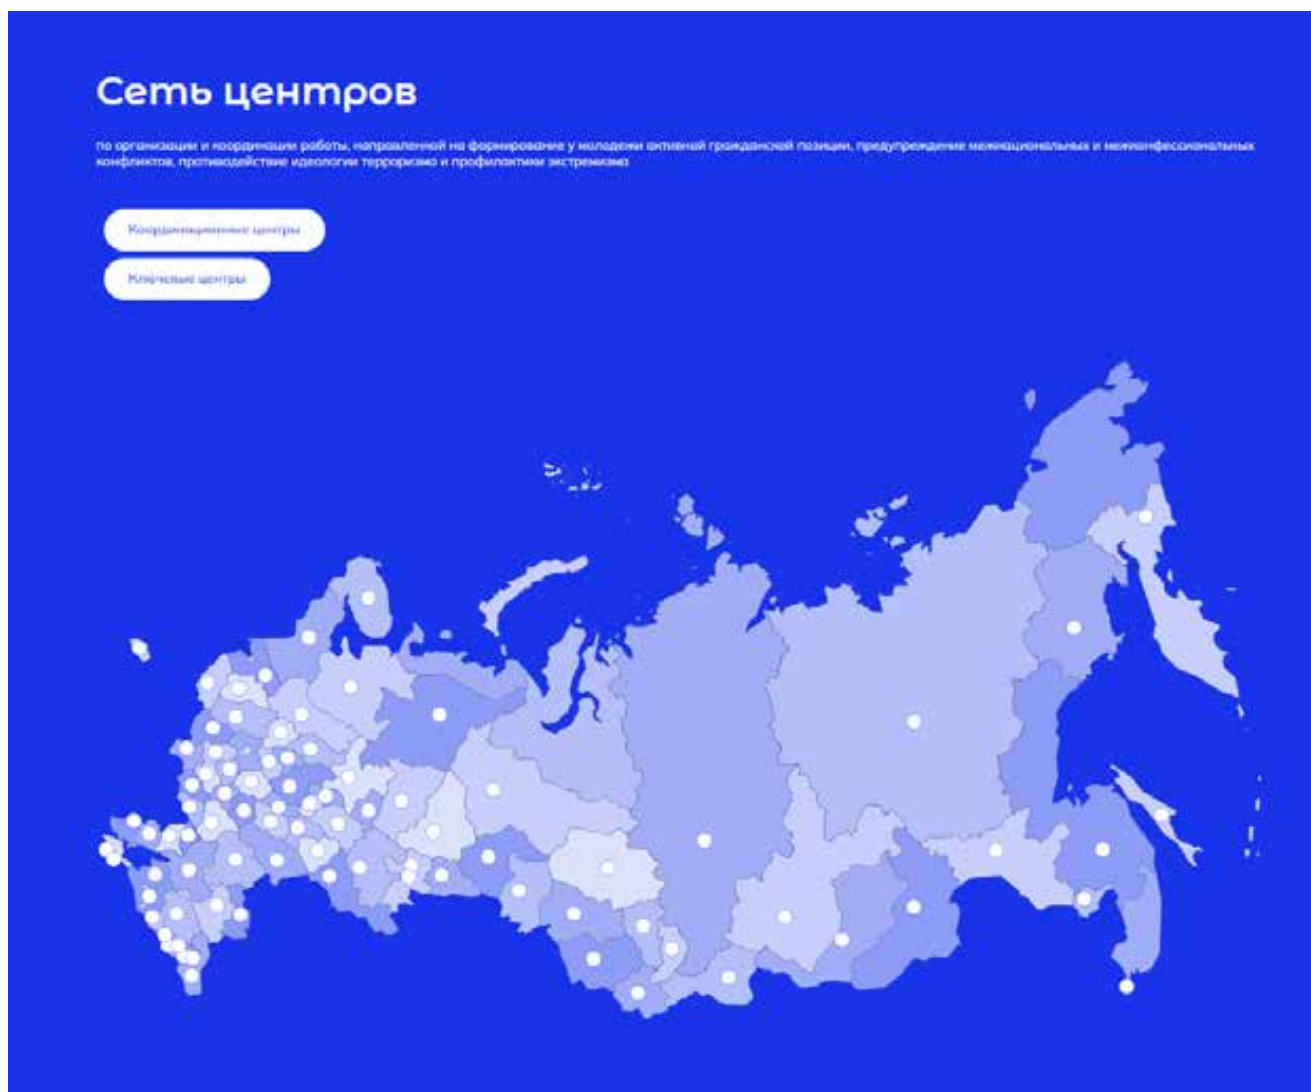 Сеть центров
по организации и координации работы, направленной на формирование у молодежи активной гражданской позиции, предупреждение межнациональных и межконфессиональных
конфликтов, противодействие идеологии терроризма и профилактики экстремизма
Координационные центры
Ключевые центры